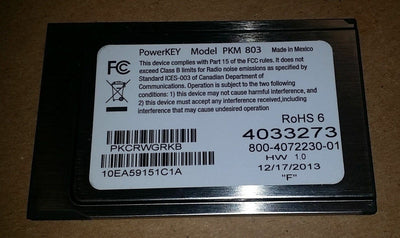 PowerKEY Model PKM 803 Made in Mexico
FC This device complies with Part 15 of the FCC rules. It does not
exceed Class B limits for Radio noise emissions as specified in
Standard ICES-003 of Canadian Department of
Communications. Operation is subject to the two following
conditions: 1) this device may not cause harmful interference, and
2) this device must accept any interference received,including
interference that may cause undesired operation
RoHS 6
4033273
PKCRWGRKB
800-4072230-01
HW 1.0
10EA59151C1A
12/17/2013
"F"